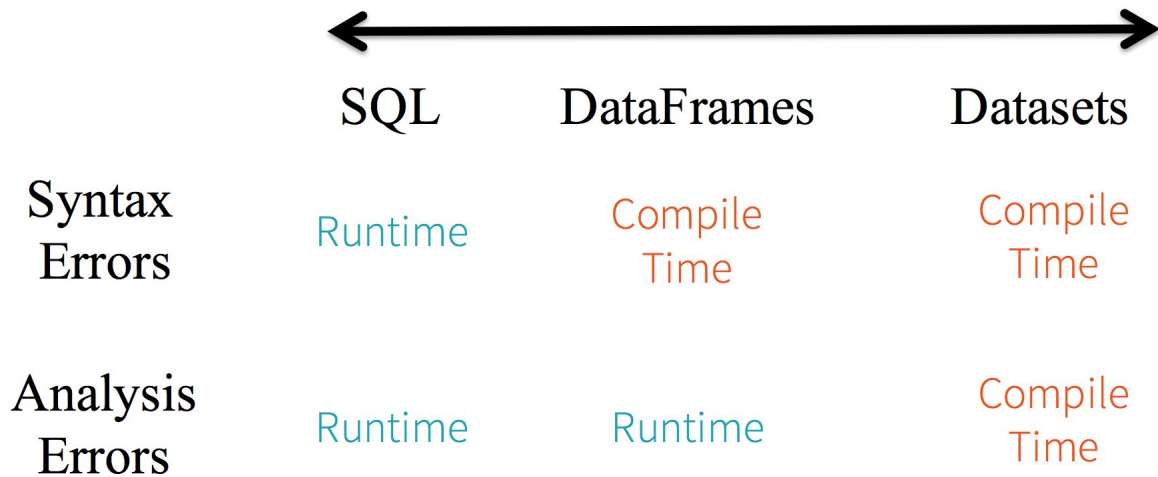 SQL DataFrames Datasets
Syntax
Errors
Runtime
Compile
Time
Compile
Time
Analysis
Errors
Runtime
Runtime
Compile
Time